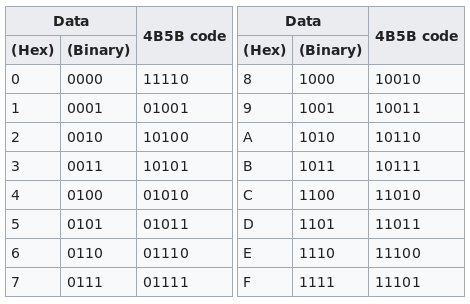 Data 4B5B code Data 4B5B code
(Hex) (Binary) (Hex) (Binary)
0 0000 11110 8 1000 10010
1 0001 01001 9 1001 10011
2 0010 10100 A 1010 10110
3 0011 10101 B 1011 10111
4 0100 01010 C 1100 11010
5 0101 01011 D 1101 11011
6 0110 01110 E 1110 11100
7 0111 01111 F 1111 11101